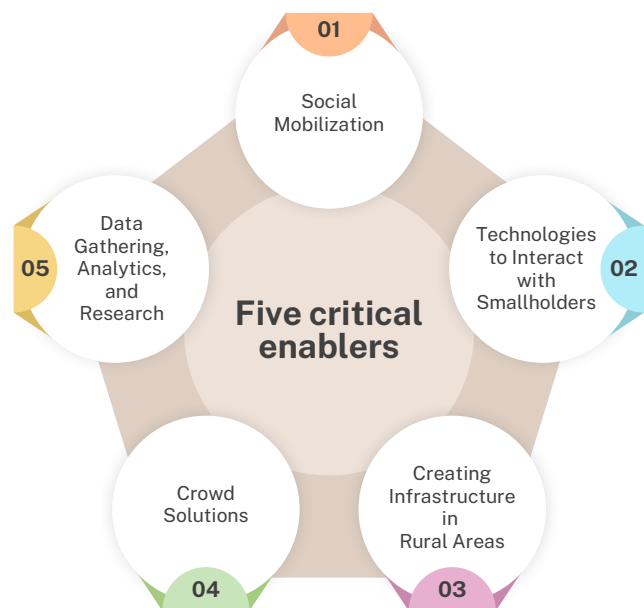 01
Social
Mobilization
Technologies
to Interact
with
Smallholders
02
Creating
Infrastructure
in
Rural Areas
03
Crowd
Solutions
04
Data
Gathering,
Analytics,
and
Research
05
Five critical
enablers